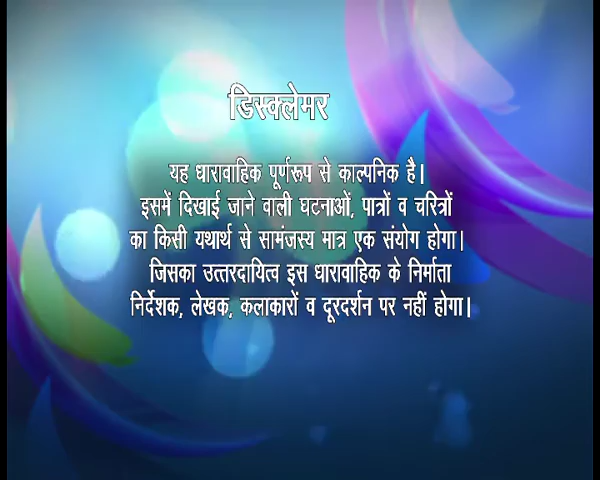 डिस्क्लेमर
यह धारावाहिक पूर्णरूप से काल्पनिक है।
इसमें दिखाई जाने वाली घटनाओं, पात्रों व चरित्रों
का किसी यथार्थ से सामंजस्य मात्र एक संयोग होगा।
जिसका उत्तरदायित्व इस धारावाहिक के निर्माता
निर्देशक, लेखक, कलाकारों व दूरदर्शन पर नहीं होगा।